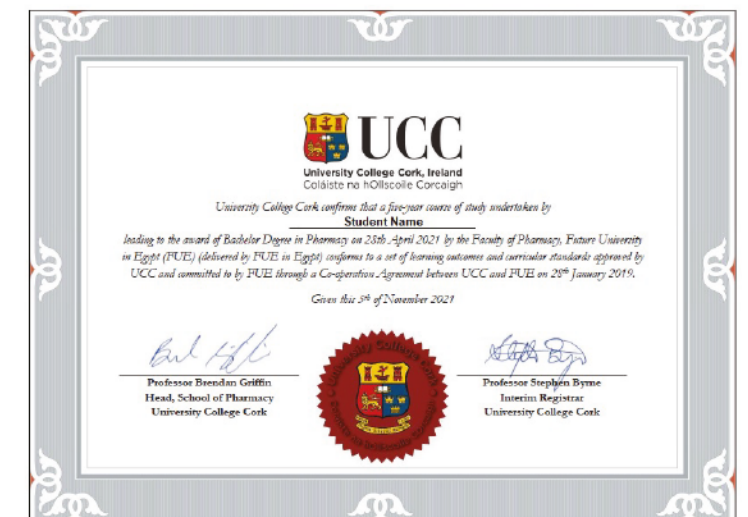 UCC
University College Cork, Ireland
Coláiste na hOllscoile Corcaigh
University College Cork confirms that a five-year course of study undertaken by
Student Name
leading to the award of Bachelor Degree in Pharmacy on 28th April 2021 by the Faculty of Pharmacy, Future University
in Egypt (FUE) (delivered by FUE in Egypt) conforms to a set of learning outcomes and curricular standards approved by
UCC and committed to by FUE through a Co-operation Agreement between UCC and FUE on 28th January 2019.
Given this 5th of November 2021
Professor Brendan Griffin
Head, School of Pharmacy
University College Cork
University College Cork
Professor Stephen Byrne
Interim Registrar
University College Cork